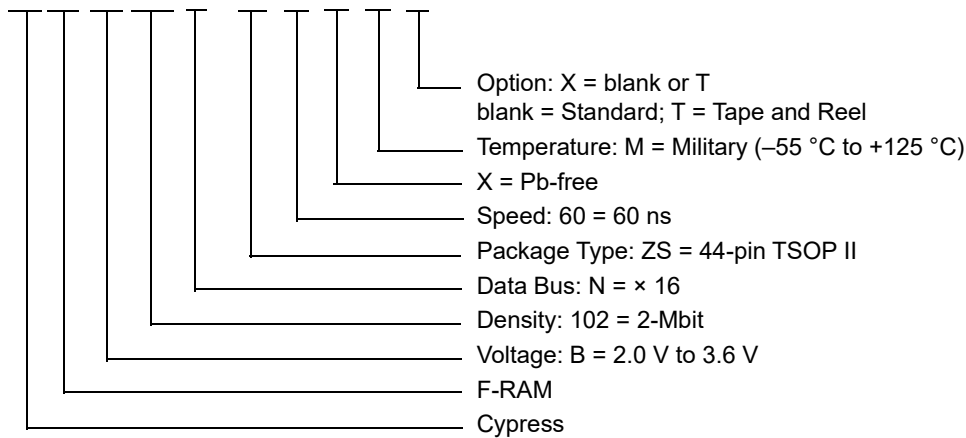 Option: X = blank or T
blank = Standard; T = Tape and Reel
Temperature: M = Military (–55 °C to +125 °C)
X = Pb-free
Speed: 60 = 60 ns
Package Type: ZS = 44-pin TSOP II
Data Bus: N = × 16
Density: 102 = 2-Mbit
Voltage: B = 2.0 V to 3.6 V
F-RAM
Cypress